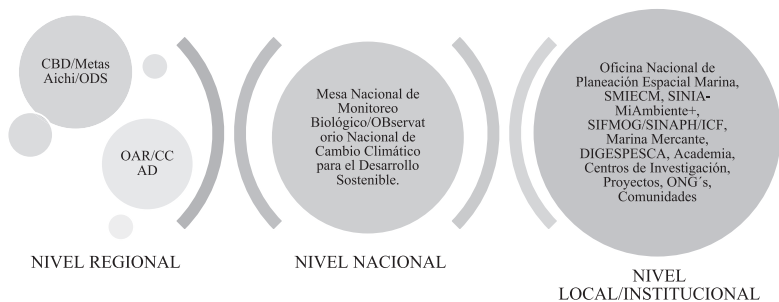 CBD/Metas
Aichi/ODS
OAR/CC
AD
NIVEL REGIONAL
Mesa Nacional de
Monitoreo
Biológico/OBservat
orio Nacional de
Cambio Climático
para el Desarrollo
Sostenible.
NIVEL NACIONAL
Oficina Nacional de
Planeación Espacial Marina,
SMIECM, SINIA-
MiAmbiente+,
SIFMOG/SINAPH/ICF,
Marina Mercante,
DIGESPESCA, Academia,
Centros de Investigación,
Proyectos, ONG´s,
Comunidades
NIVEL
LOCAL/INSTITUCIONAL